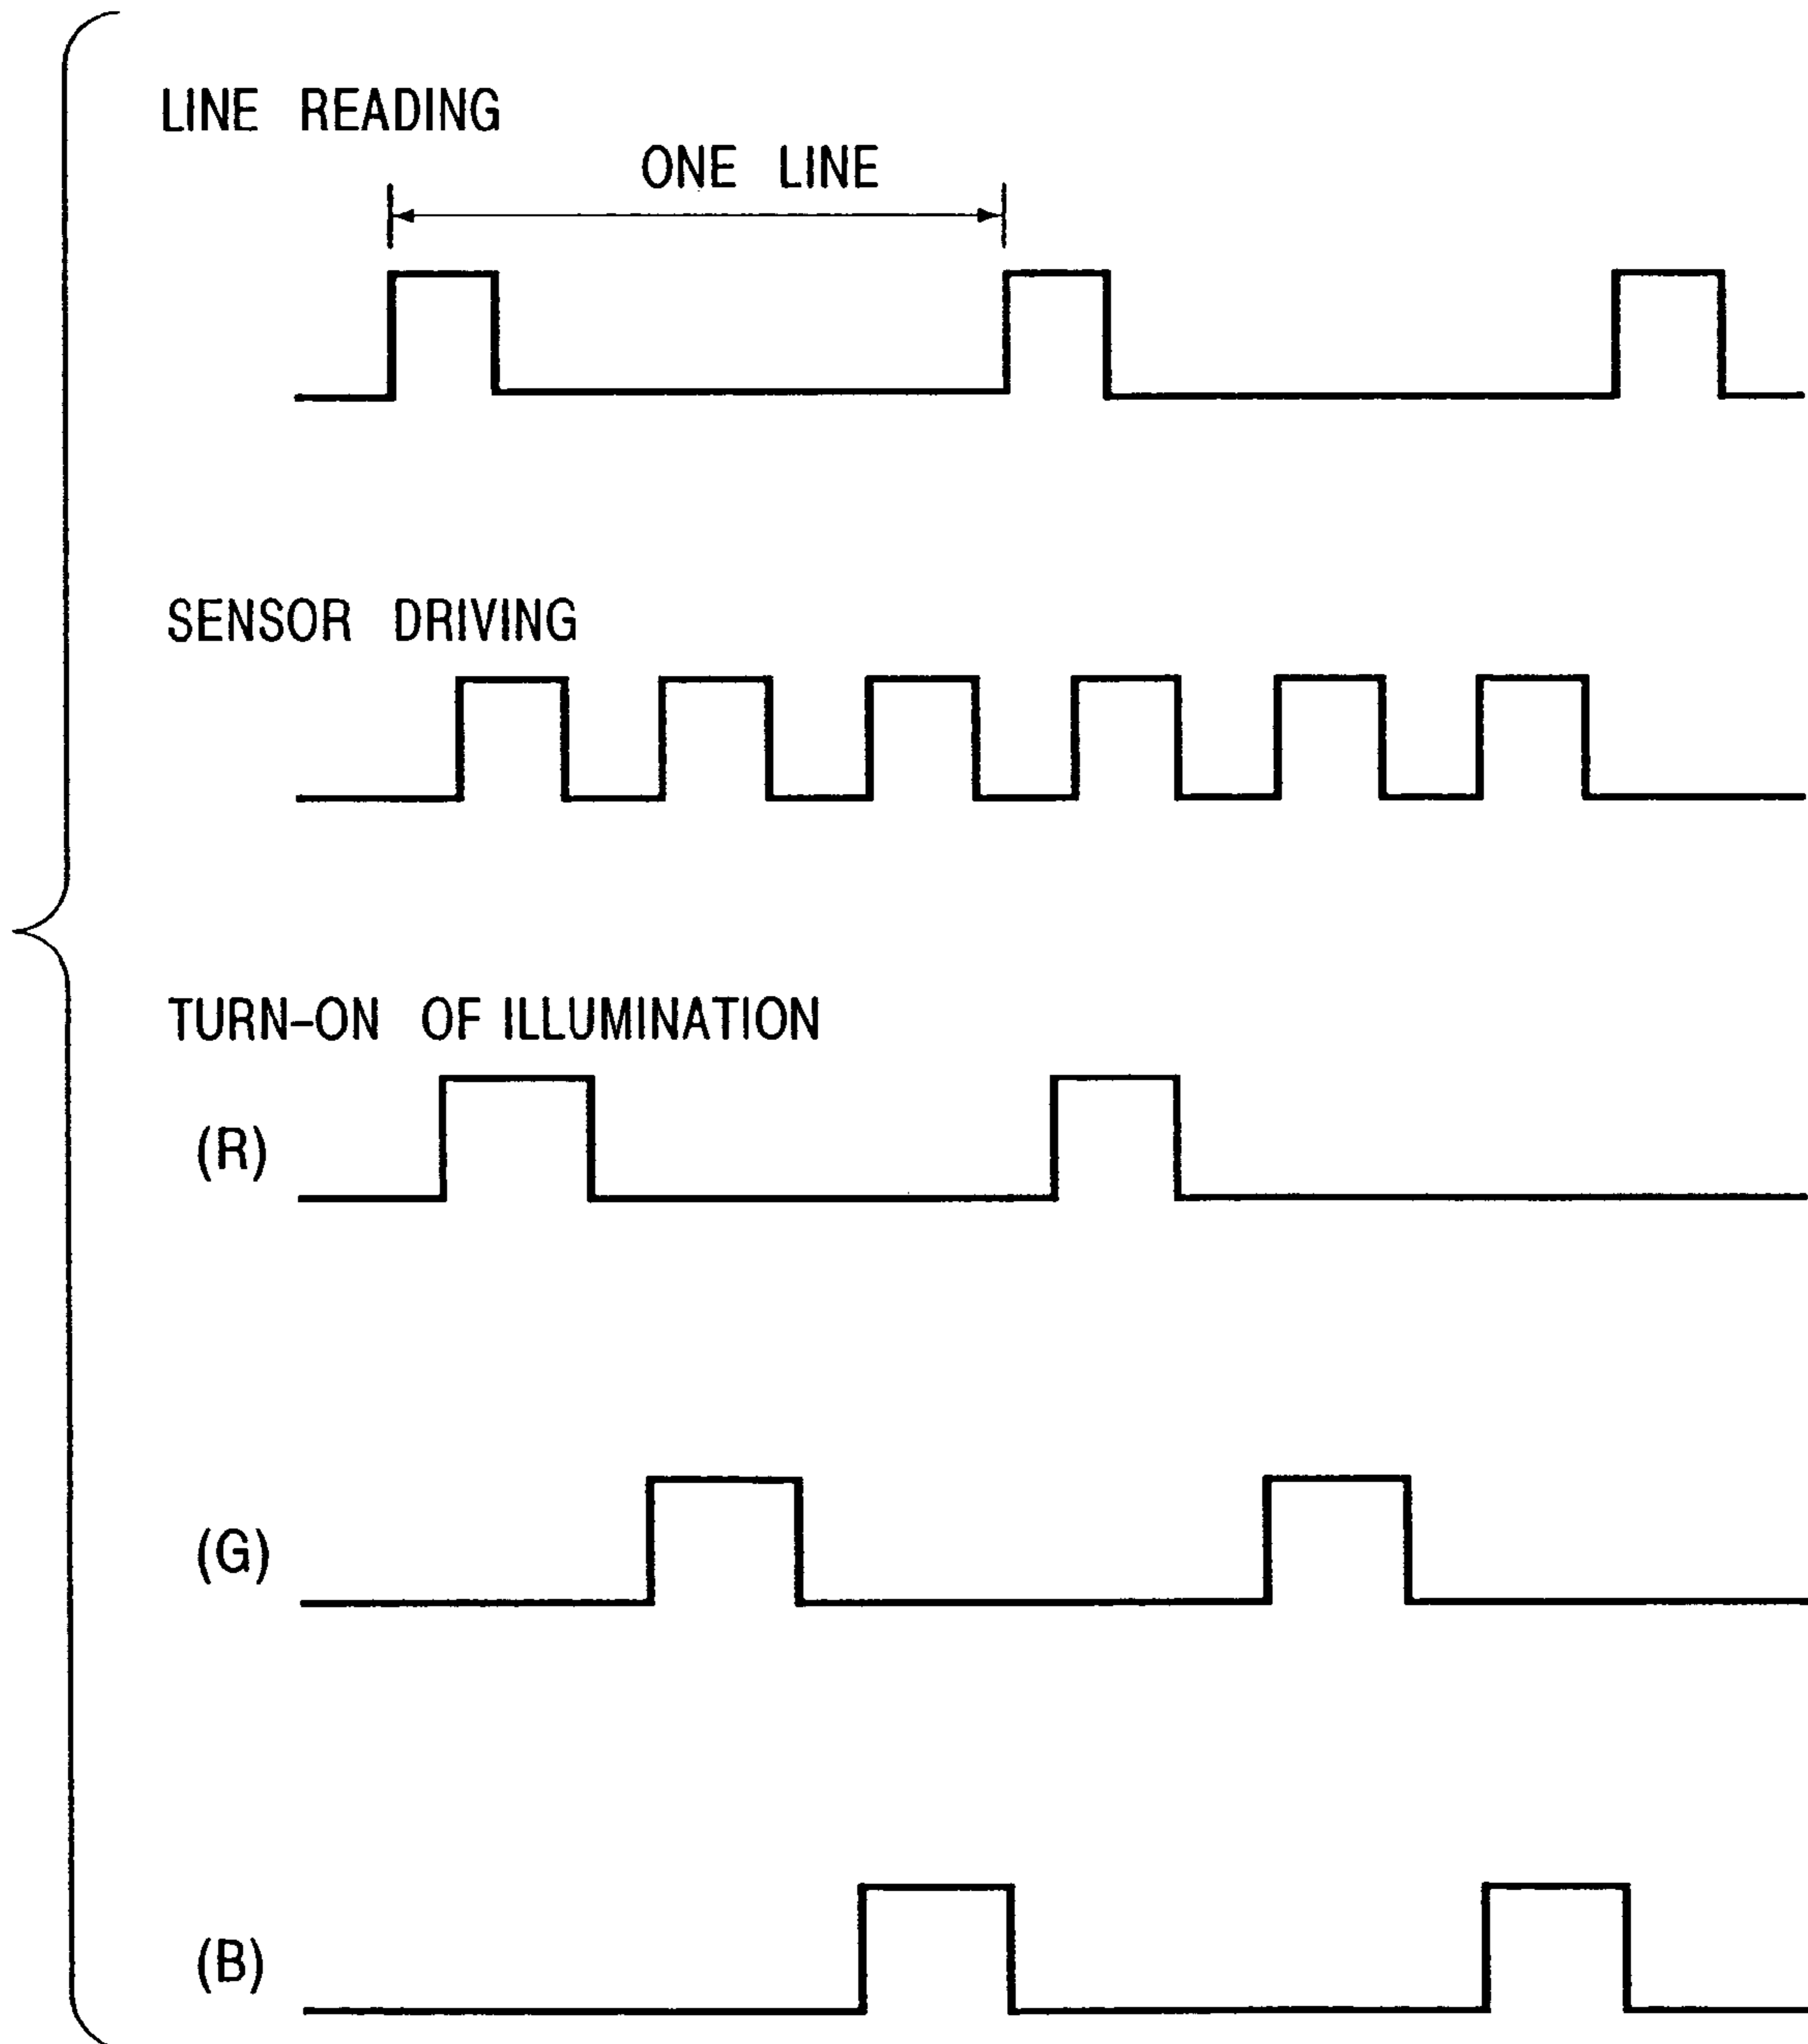 LINE READING
ONE LINE
SENSOR DRIVING
TURN-ON OF ILLUMINATION
(R)
(G)
(B)